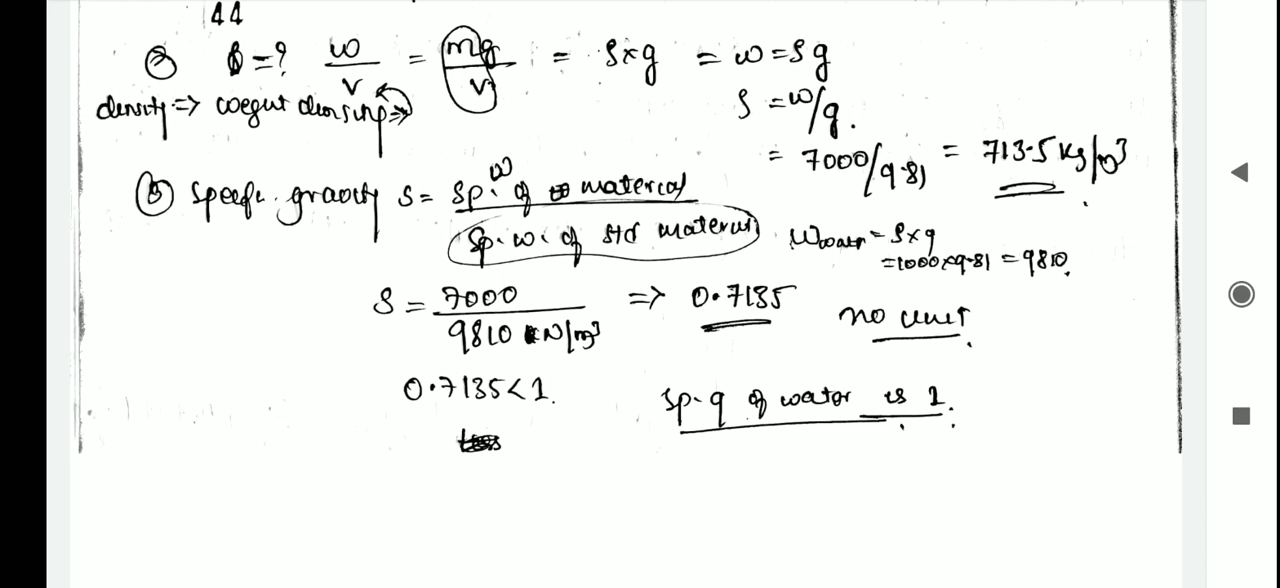 44
② ρ=? w/v = mg/v = ρ×g = w=ρg
density => weight density =>
ρ = w/g.
= 7000/9.81 = 713.5 kg/m³
③ specific gravity S = Sp. w of material / Sp. w. of std material
Wwater = ρ×g
=1000×9.81 = 9810.
S = 7000 / 9810 N/m³ => 0.7135
no unit.
0.7135<1.
Sp. g of water is 1.